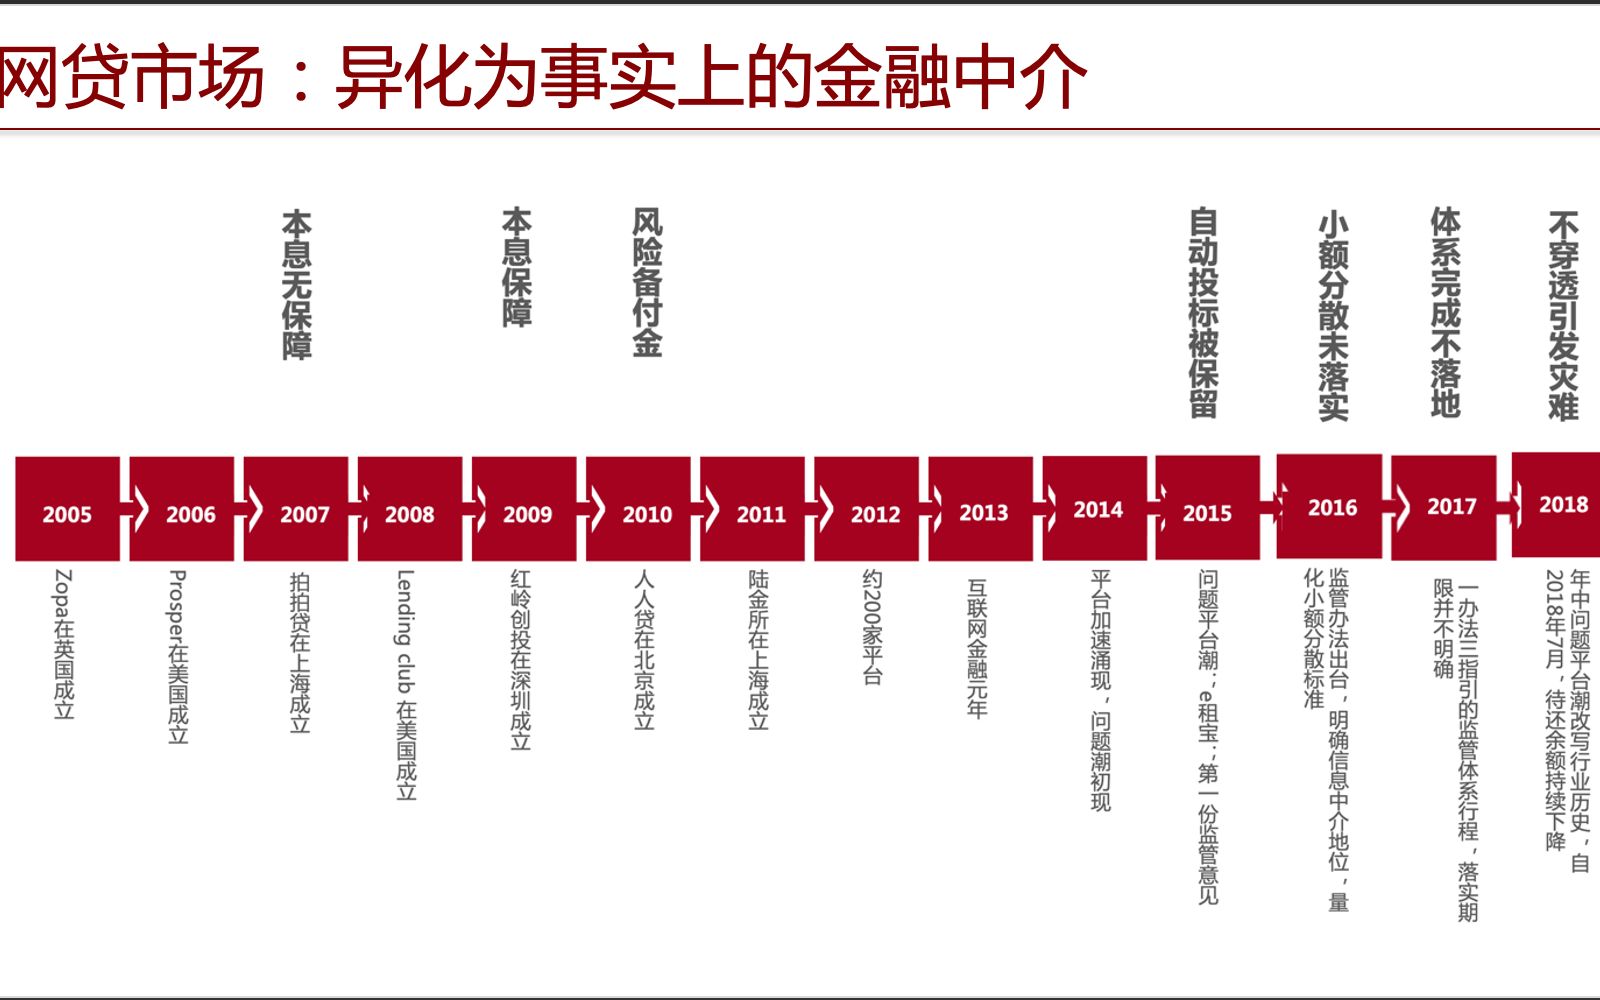 网贷市场：异化为事实上的金融中介
本息无保障
本息保障
风险备付金
自动投标被保留
小额分散未落实
体系完成不落地
不穿透引发灾难
2005
2006
2007
2008
2009
2010
2011
2012
2013
2014
2015
2016
2017
2018
Zopa在英国成立
Prosper在美国成立
拍拍贷在上海成立
Lending club 在美国成立
红岭创投在深圳成立
人人贷在北京成立
陆金所在上海成立
约200家平台
互联网金融元年
平台加速涌现，问题潮初现
问题平台潮；e租宝；第一份监管意见
监管办法出台，明确信息中介地位，量
化小额分散标准
一办法三指引的监管体系行程，落实期
限并不明确
年中问题平台潮改写行业历史，自
2018年7月，待还余额持续下降